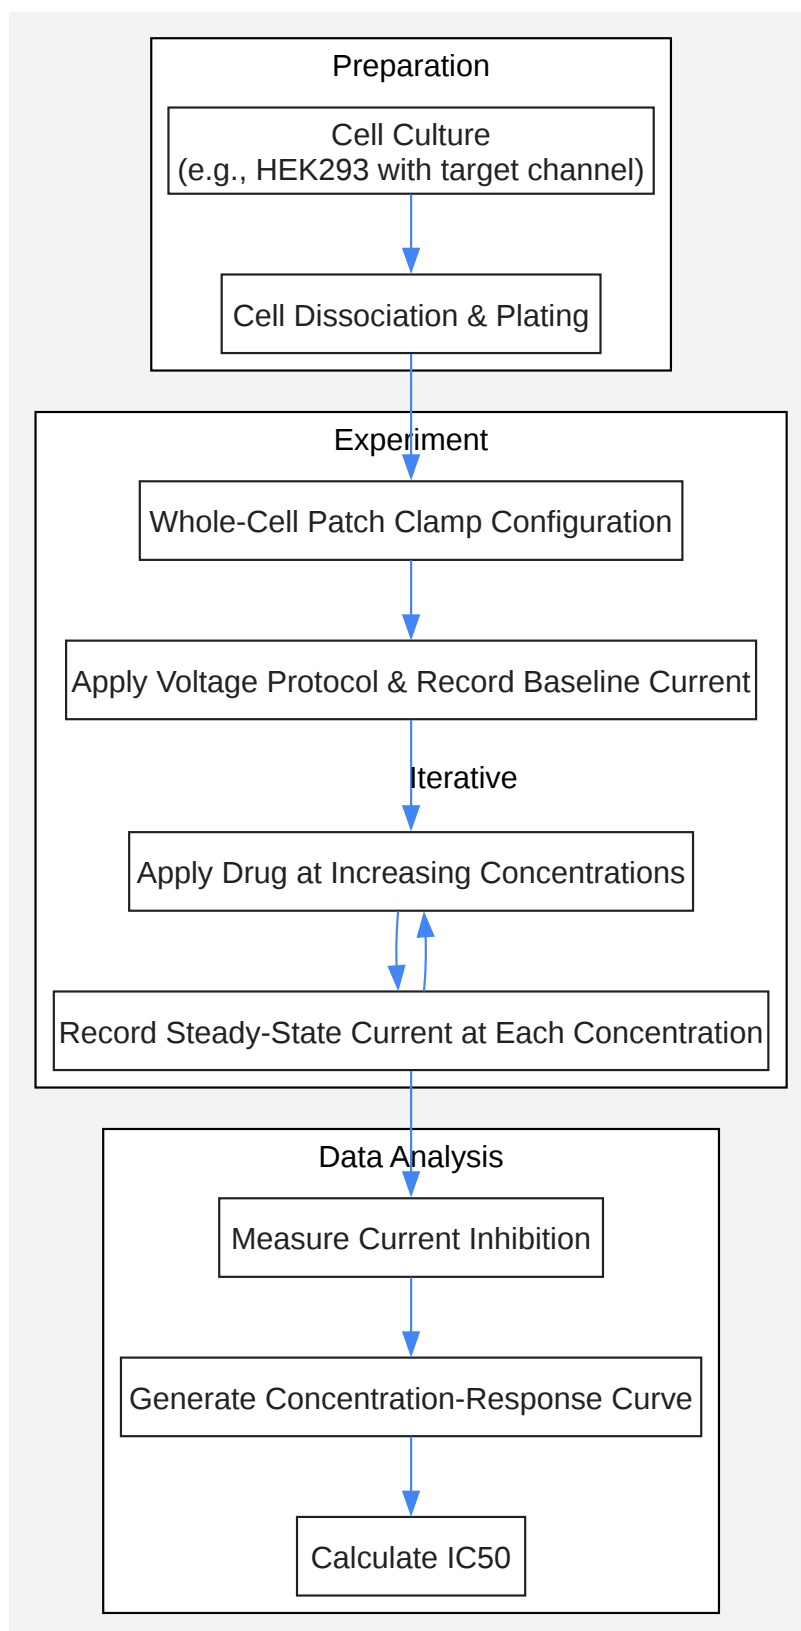 Preparation
Cell Culture
(e.g., HEK293 with target channel)
Cell Dissociation & Plating
Experiment
Whole-Cell Patch Clamp Configuration
Apply Voltage Protocol & Record Baseline Current
Iterative
Apply Drug at Increasing Concentrations
Record Steady-State Current at Each Concentration
Data Analysis
Measure Current Inhibition
Generate Concentration-Response Curve
Calculate IC50